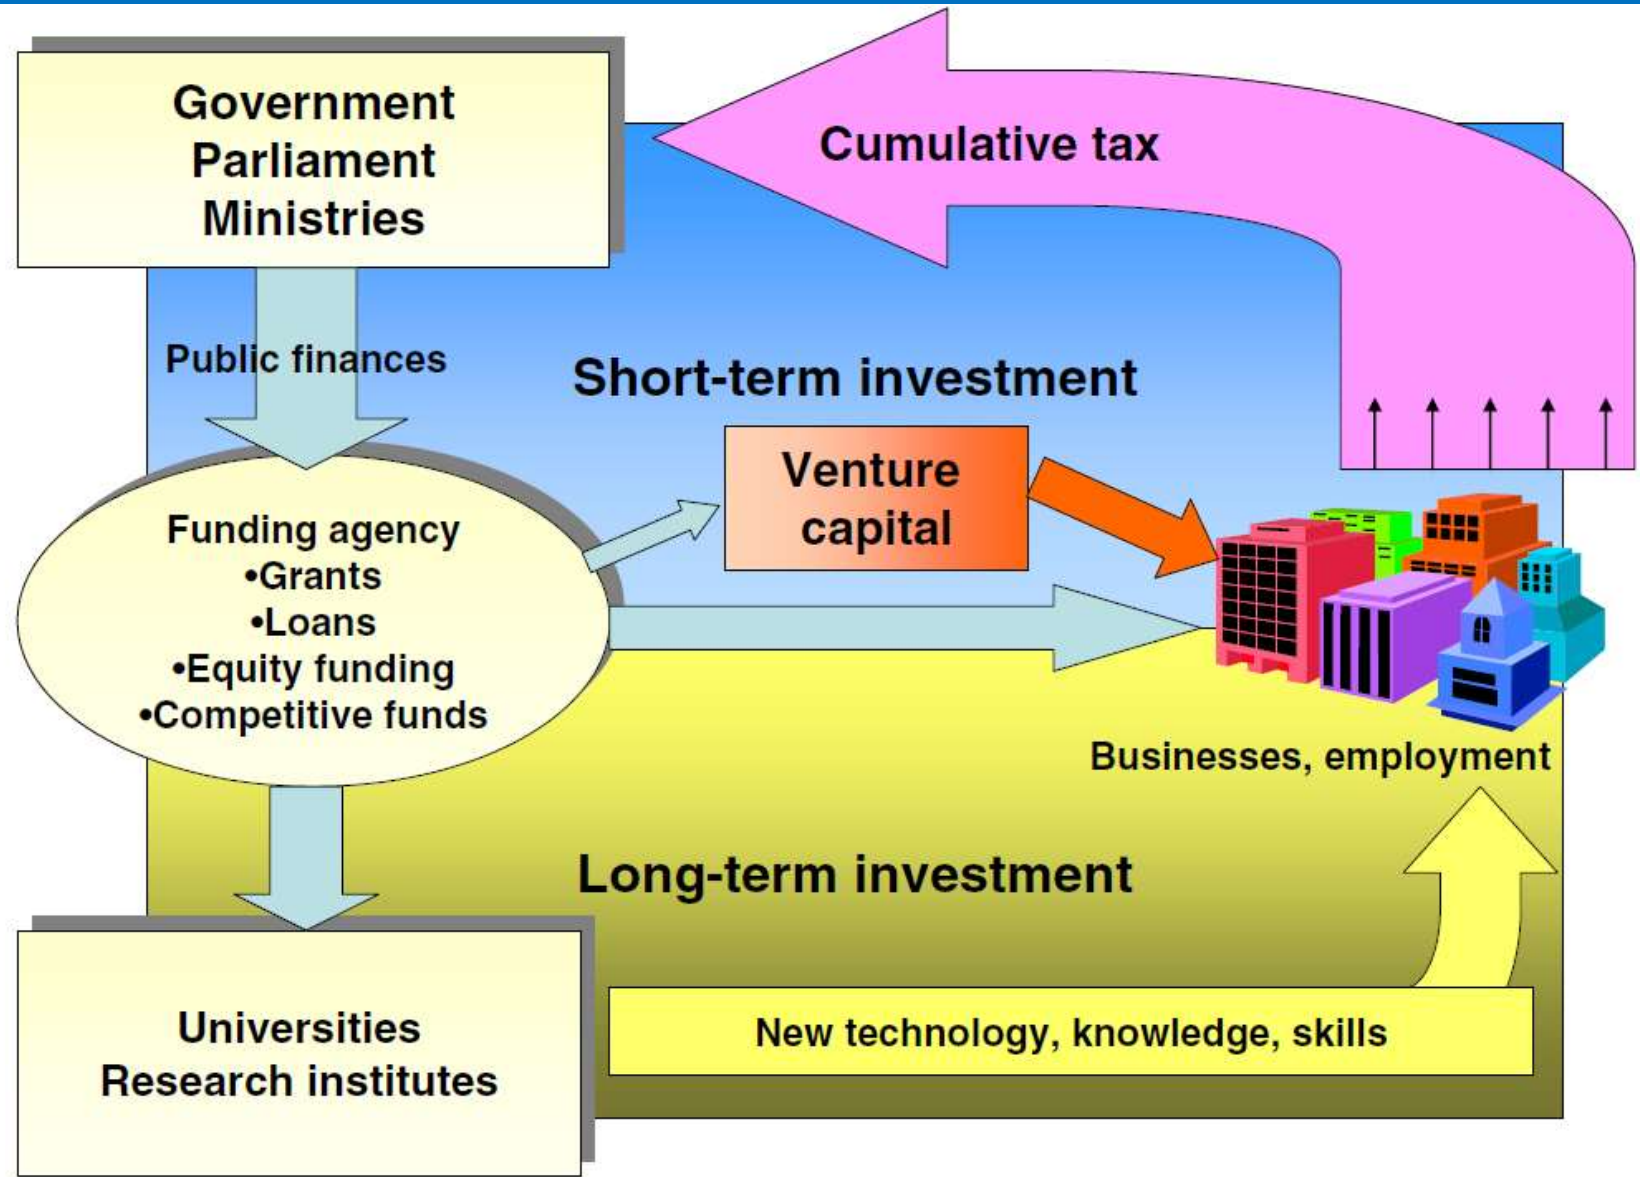 Government
Parliament
Ministries
Cumulative tax
Public finances
Short-term investment
Venture
capital
Funding agency
•Grants
•Loans
•Equity funding
•Competitive funds
Businesses, employment
Long-term investment
Universities
Research institutes
New technology, knowledge, skills